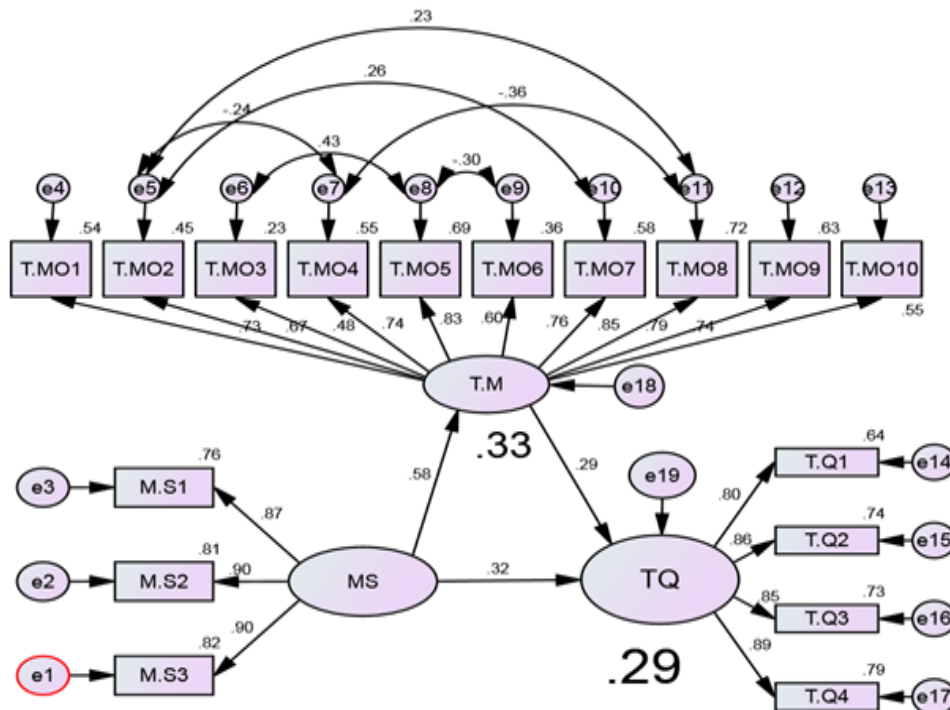 .23
.26
-.36
-.24
.43
-.30
e4 e5 e6 e7 e8 e9 e10 e11 e12 e13
.54 .45 .23 .55 .69 .36 .58 .72 .63
T.MO1 T.MO2 T.MO3 T.MO4 T.MO5 T.MO6 T.MO7 T.MO8 T.MO9 T.MO10
.73 .67 .48 .74 .83 .60 .76 .85 .79 .74 .55
T.M e18
.33
.76 .58 .29 .64
e3 M.S1 e19 T.Q1 e14
.87 .80
.81 .74
.90 .86 T.Q2 e15
e2 M.S2 MS .32 TQ
.85 .73
T.Q3 e16
.90 .89
.82 .29 .79
e1 M.S3 T.Q4 e17